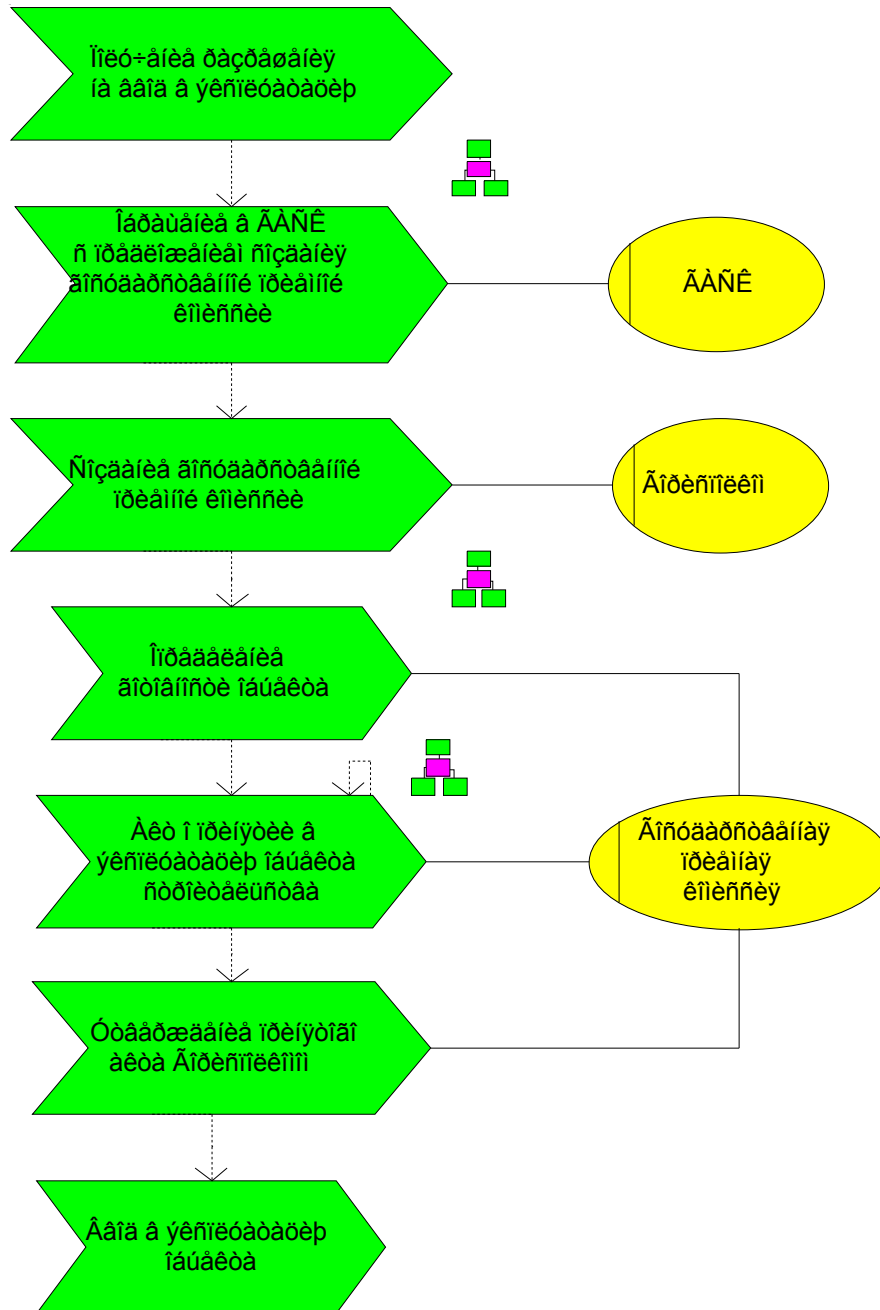 Ïîëó÷åíèå ðàçðåøåíèÿ
íà ââîä â ýêñïëóàòàöèþ
Îáðàùåíèå â ÃÀÑÊ
ñ ïðåäëîæåíèåì ñîçäàíèÿ
ãîñóäàðñòâåííîé ïðèåìíîé
êîìèññèè
ÃÀÑÊ
Ñîçäàíèå ãîñóäàðñòâåííîé
ïðèåìíîé êîìèññèè
Ãîðèñïîëêîì
Îïðåäåëåíèå
ãîòîâíîñòè îáúåêòà
Àêò î ïðèíÿòèè â
ýêñïëóàòàöèþ îáúåêòà
ñòðîèòåëüñòâà
Ãîñóäàðñòâåííàÿ
ïðèåìíàÿ
êîìèññèÿ
Óòâåðæäåíèå ïðèíÿòîãî
àêòà Ãîðèñïîëêîìîì
Ââîä â ýêñïëóàòàöèþ
îáúåêòà